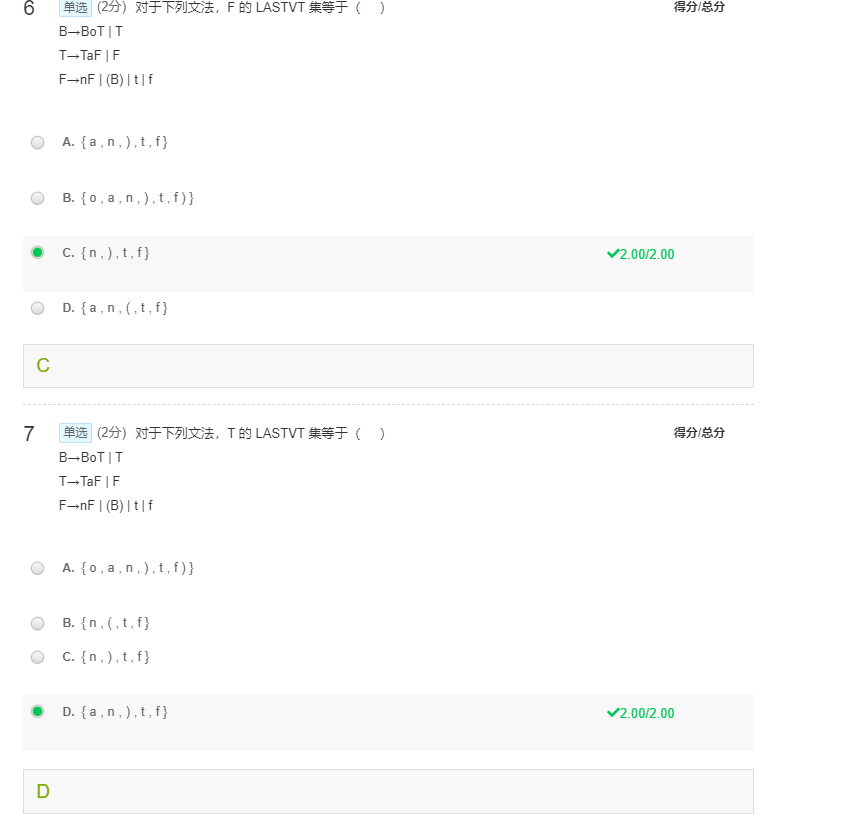 6 单选 (2分) 对于下列文法，F 的 LASTVT 集等于（ ） 得分/总分
B→BoT | T
T→TaF | F
F→nF | (B) | t | f
A. { a , n , ) , t , f }
B. { o , a , n , ) , t , f ) }
C. { n , ) , t , f } 2.00/2.00
D. { a , n , ( , t , f }
C
7 单选 (2分) 对于下列文法，T 的 LASTVT 集等于（ ） 得分/总分
B→BoT | T
T→TaF | F
F→nF | (B) | t | f
A. { o , a , n , ) , t , f ) }
B. { n , ( , t , f }
C. { n , ) , t , f }
D. { a , n , ) , t , f } 2.00/2.00
D